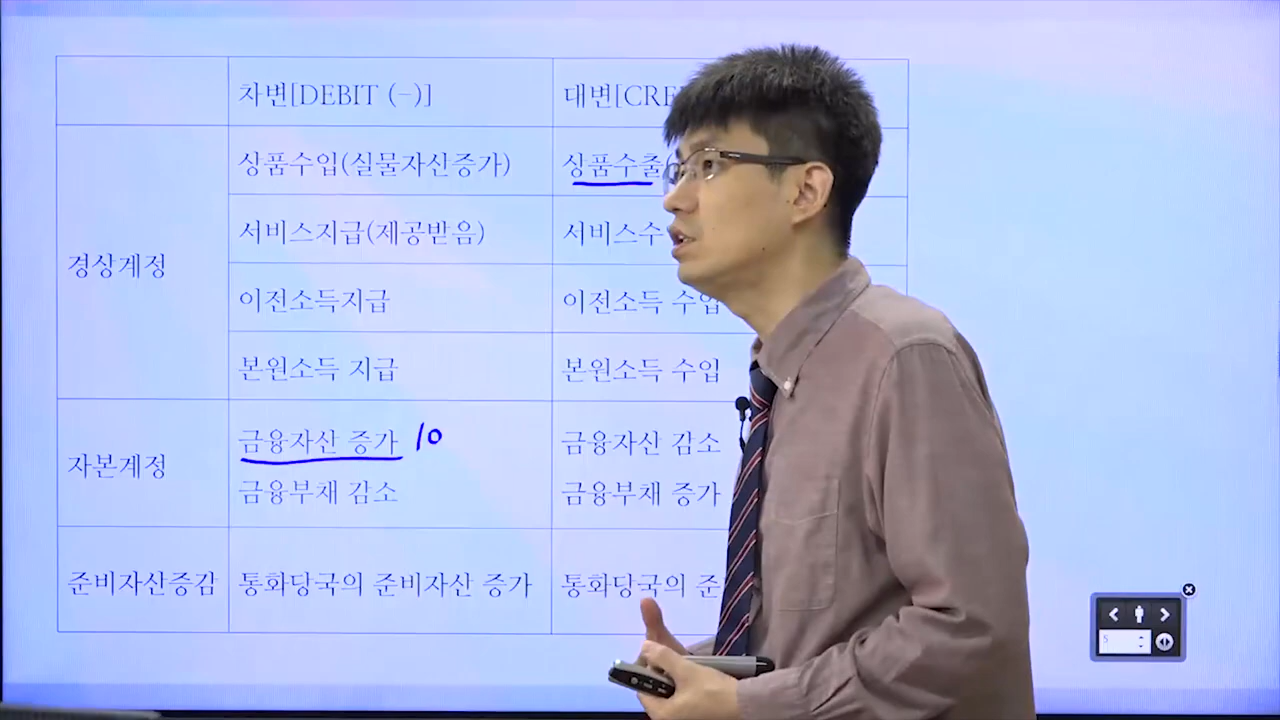 차변[DEBIT (-)]
대변[CRE
경상계정
상품수입(실물자산증가)
상품수출(
서비스지급(제공받음)
서비스수
이전소득지급
이전소득 수입
본원소득 지급
본원소득 수입
자본계정
금융자산 증가 10
금융자산 감소
금융부채 감소
금융부채 증가
준비자산증감
통화당국의 준비자산 증가
통화당국의 준
5